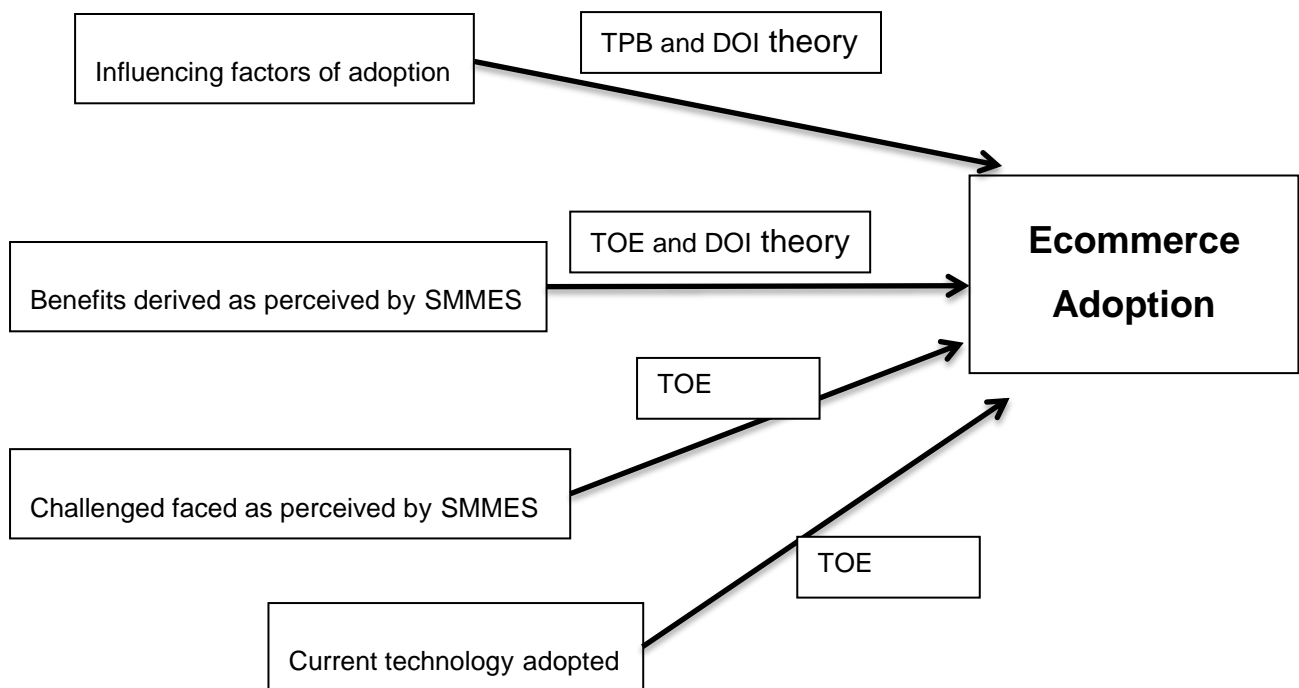 TPB and DOI theory
Influencing factors of adoption
Ecommerce
Adoption
TOE and DOI theory
Benefits derived as perceived by SMMES
TOE
Challenged faced as perceived by SMMES
TOE
Current technology adopted